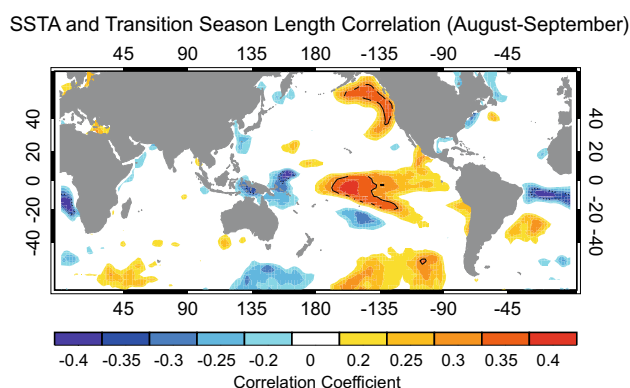 SSTA and Transition Season Length Correlation (August-September)
45 90 135 180 -135 -90 -45
40 40
20 20
0 0
-20 -20
-40 -40
45 90 135 180 -135 -90 -45
-0.4 -0.35 -0.3 -0.25 -0.2 0 0.2 0.25 0.3 0.35 0.4
Correlation Coefficient